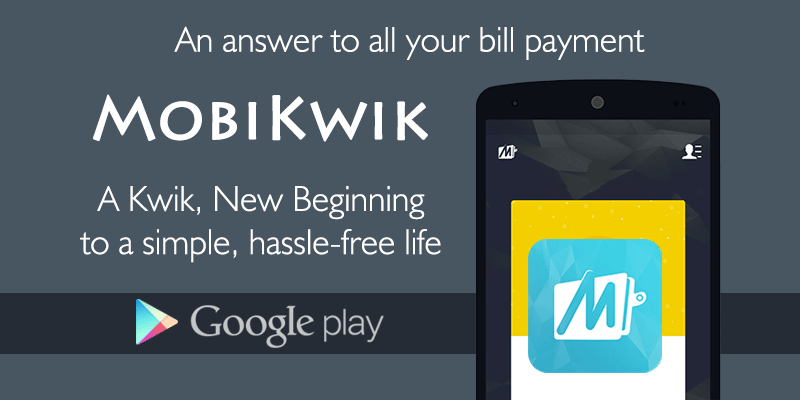 An answer to all your bill payment
MOBIKWIK
A Kwik, New Beginning
to a simple, hassle-free life
Google play
M
M